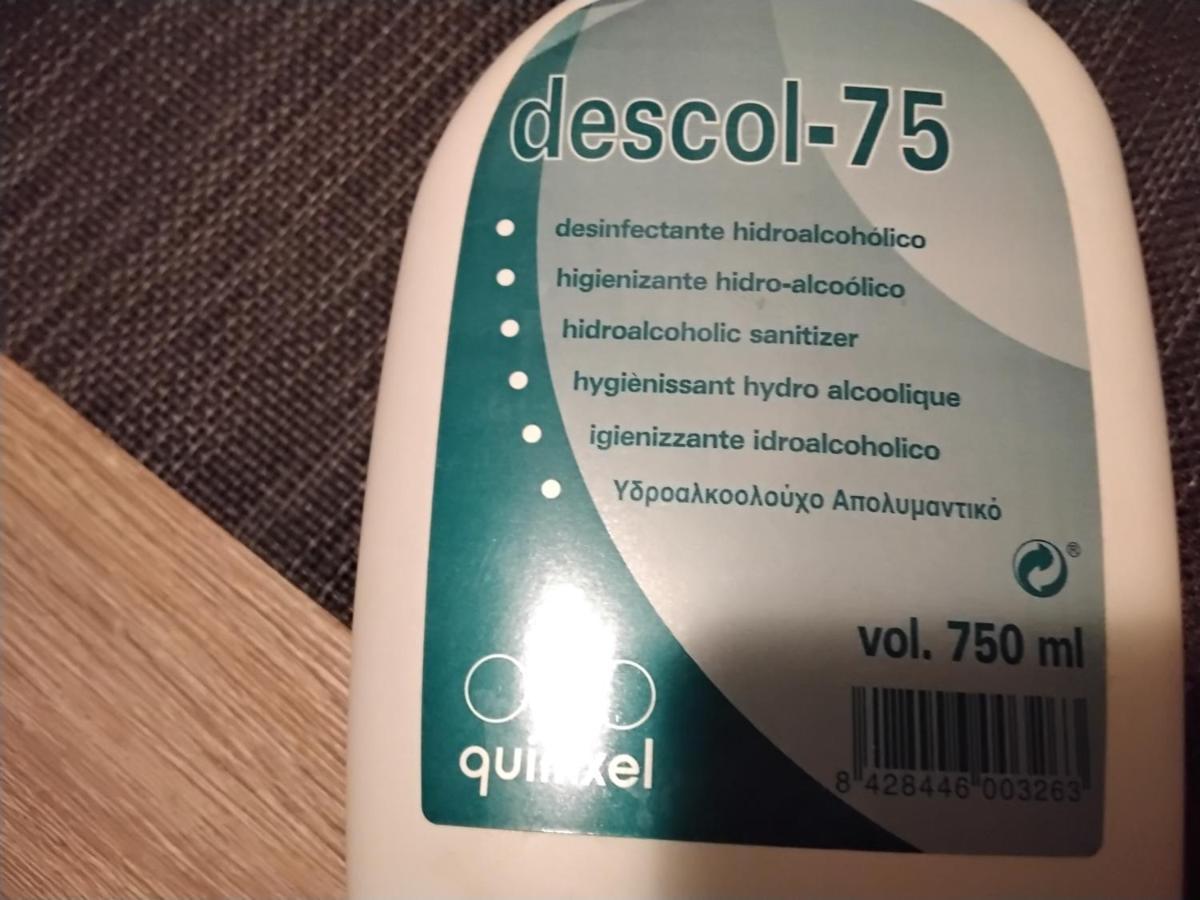 descol-75
desinfectante hidroalcohólico
higienizante hidro-alcoólico
hidroalcoholic sanitizer
hygiènissant hydro alcoolique
igienizzante idroalcoholico
Υδροαλκοολούχο Απολυμαντικό
®
vol. 750 ml
8 428446 003263